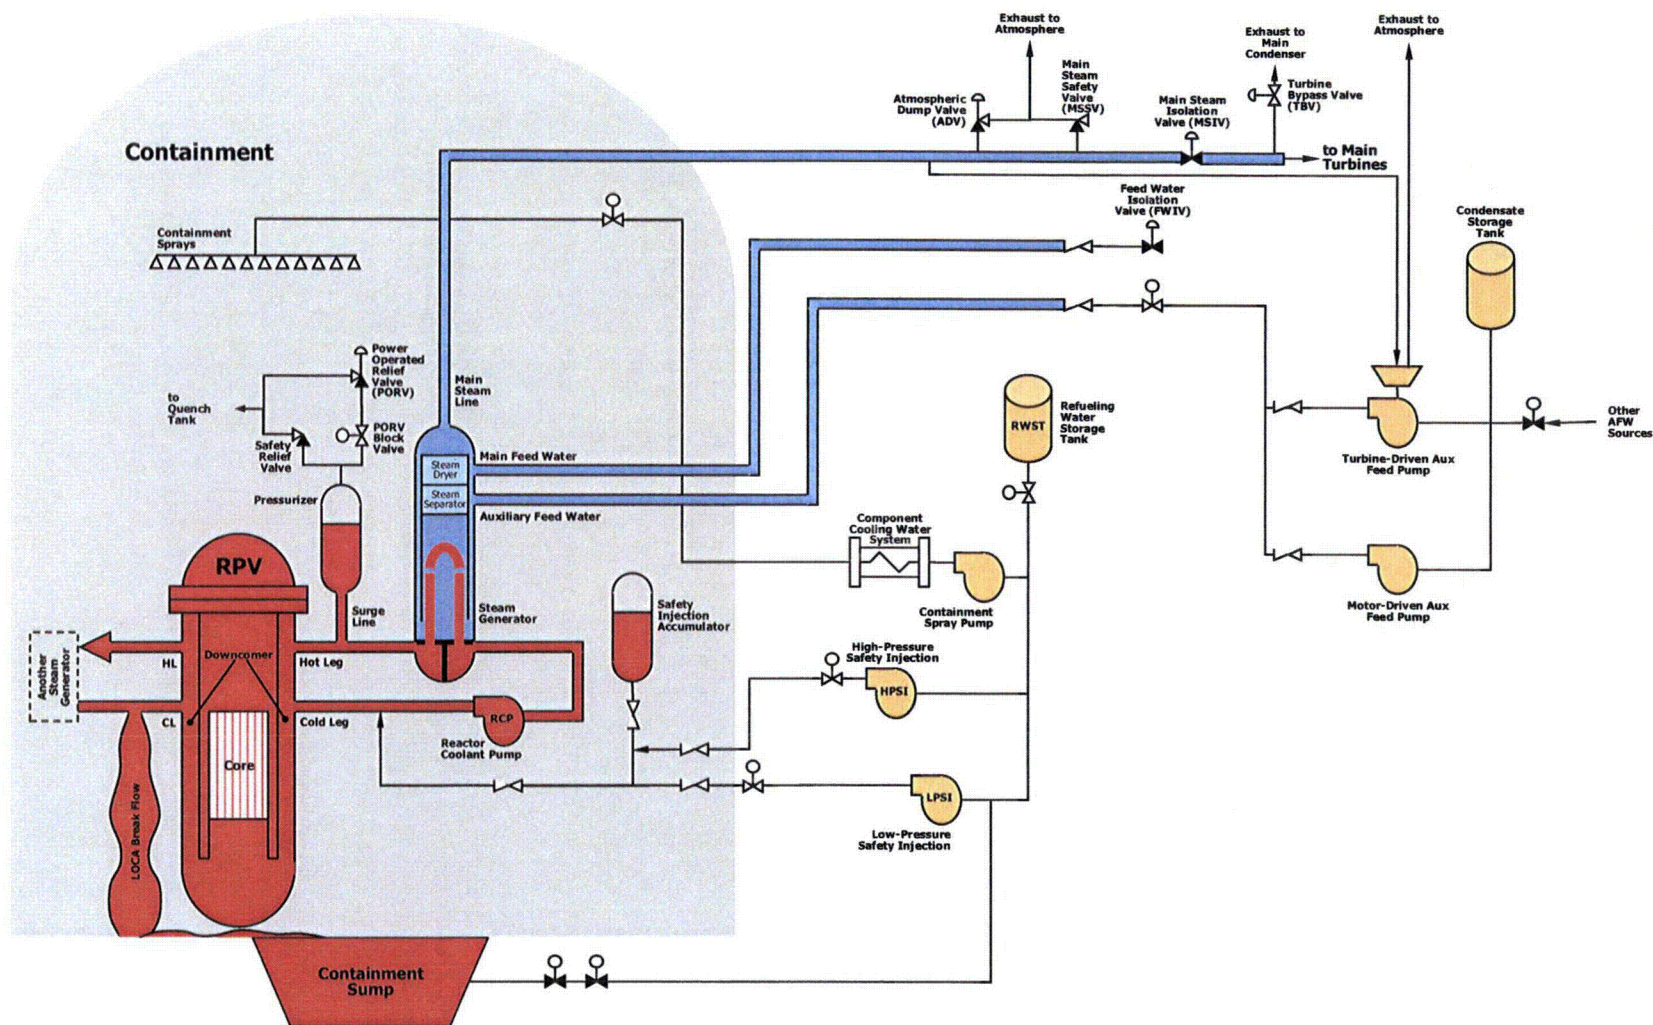 Exhaust to
Atmosphere
Exhaust to
Main
Condenser
Exhaust to
Atmosphere
Main
Steam
Safety
Valve
(MSSV)
Atmospheric
Dump Valve
(ADV)
Main Steam
Isolation
Valve (MSIV)
Turbine
Bypass Valve
(TBV)
to Main
Turbines
Containment
Feed Water
Isolation
Valve (FWIV)
Condensate
Storage
Tank
Containment
Sprays
Power
Operated
Relief
Valve
(PORV)
to
Quench
Tank
PORV
Block
Valve
Safety
Relief
Valve
Main
Steam
Line
Refueling
Water
Storage
Tank
RWST
Other
AFW
Sources
Main Feed Water
Steam
Dryer
Steam
Separator
Auxiliary Feed Water
Turbine-Driven Aux
Feed Pump
Pressurizer
Component
Cooling Water
System
RPV
Surge
Line
Steam
Generator
Safety
Injection
Accumulator
Containment
Spray Pump
Motor-Driven Aux
Feed Pump
Another
Steam
Generator
HL
Downcomer
Hot Leg
High-Pressure
Safety Injection
HPSI
CL
Cold Leg
RCP
Reactor
Coolant Pump
Core
LOCA Break Flow
LPSI
Low-Pressure
Safety Injection
Containment
Sump